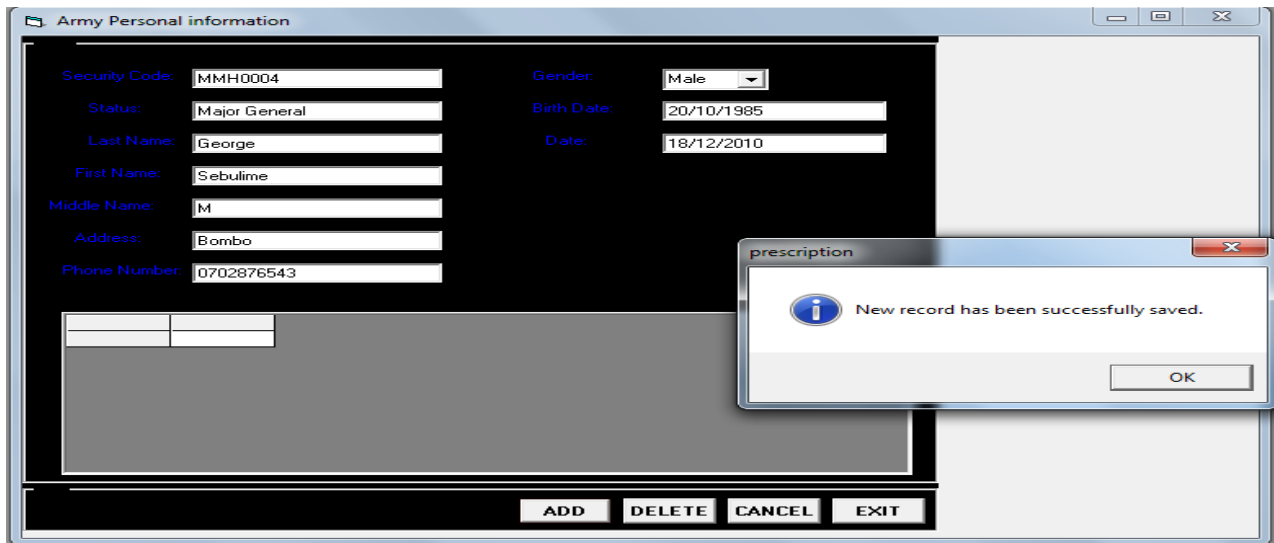 Army Personal information
Security Code: MMH0004 Gender: Male
Status: Major General Birth Date: 20/10/1985
Last Name: George Date: 18/12/2010
First Name: Sebulime
Middle Name: M
Address: Bombo
Phone Number: 0702876543
prescription
New record has been successfully saved.
OK
ADD DELETE CANCEL EXIT